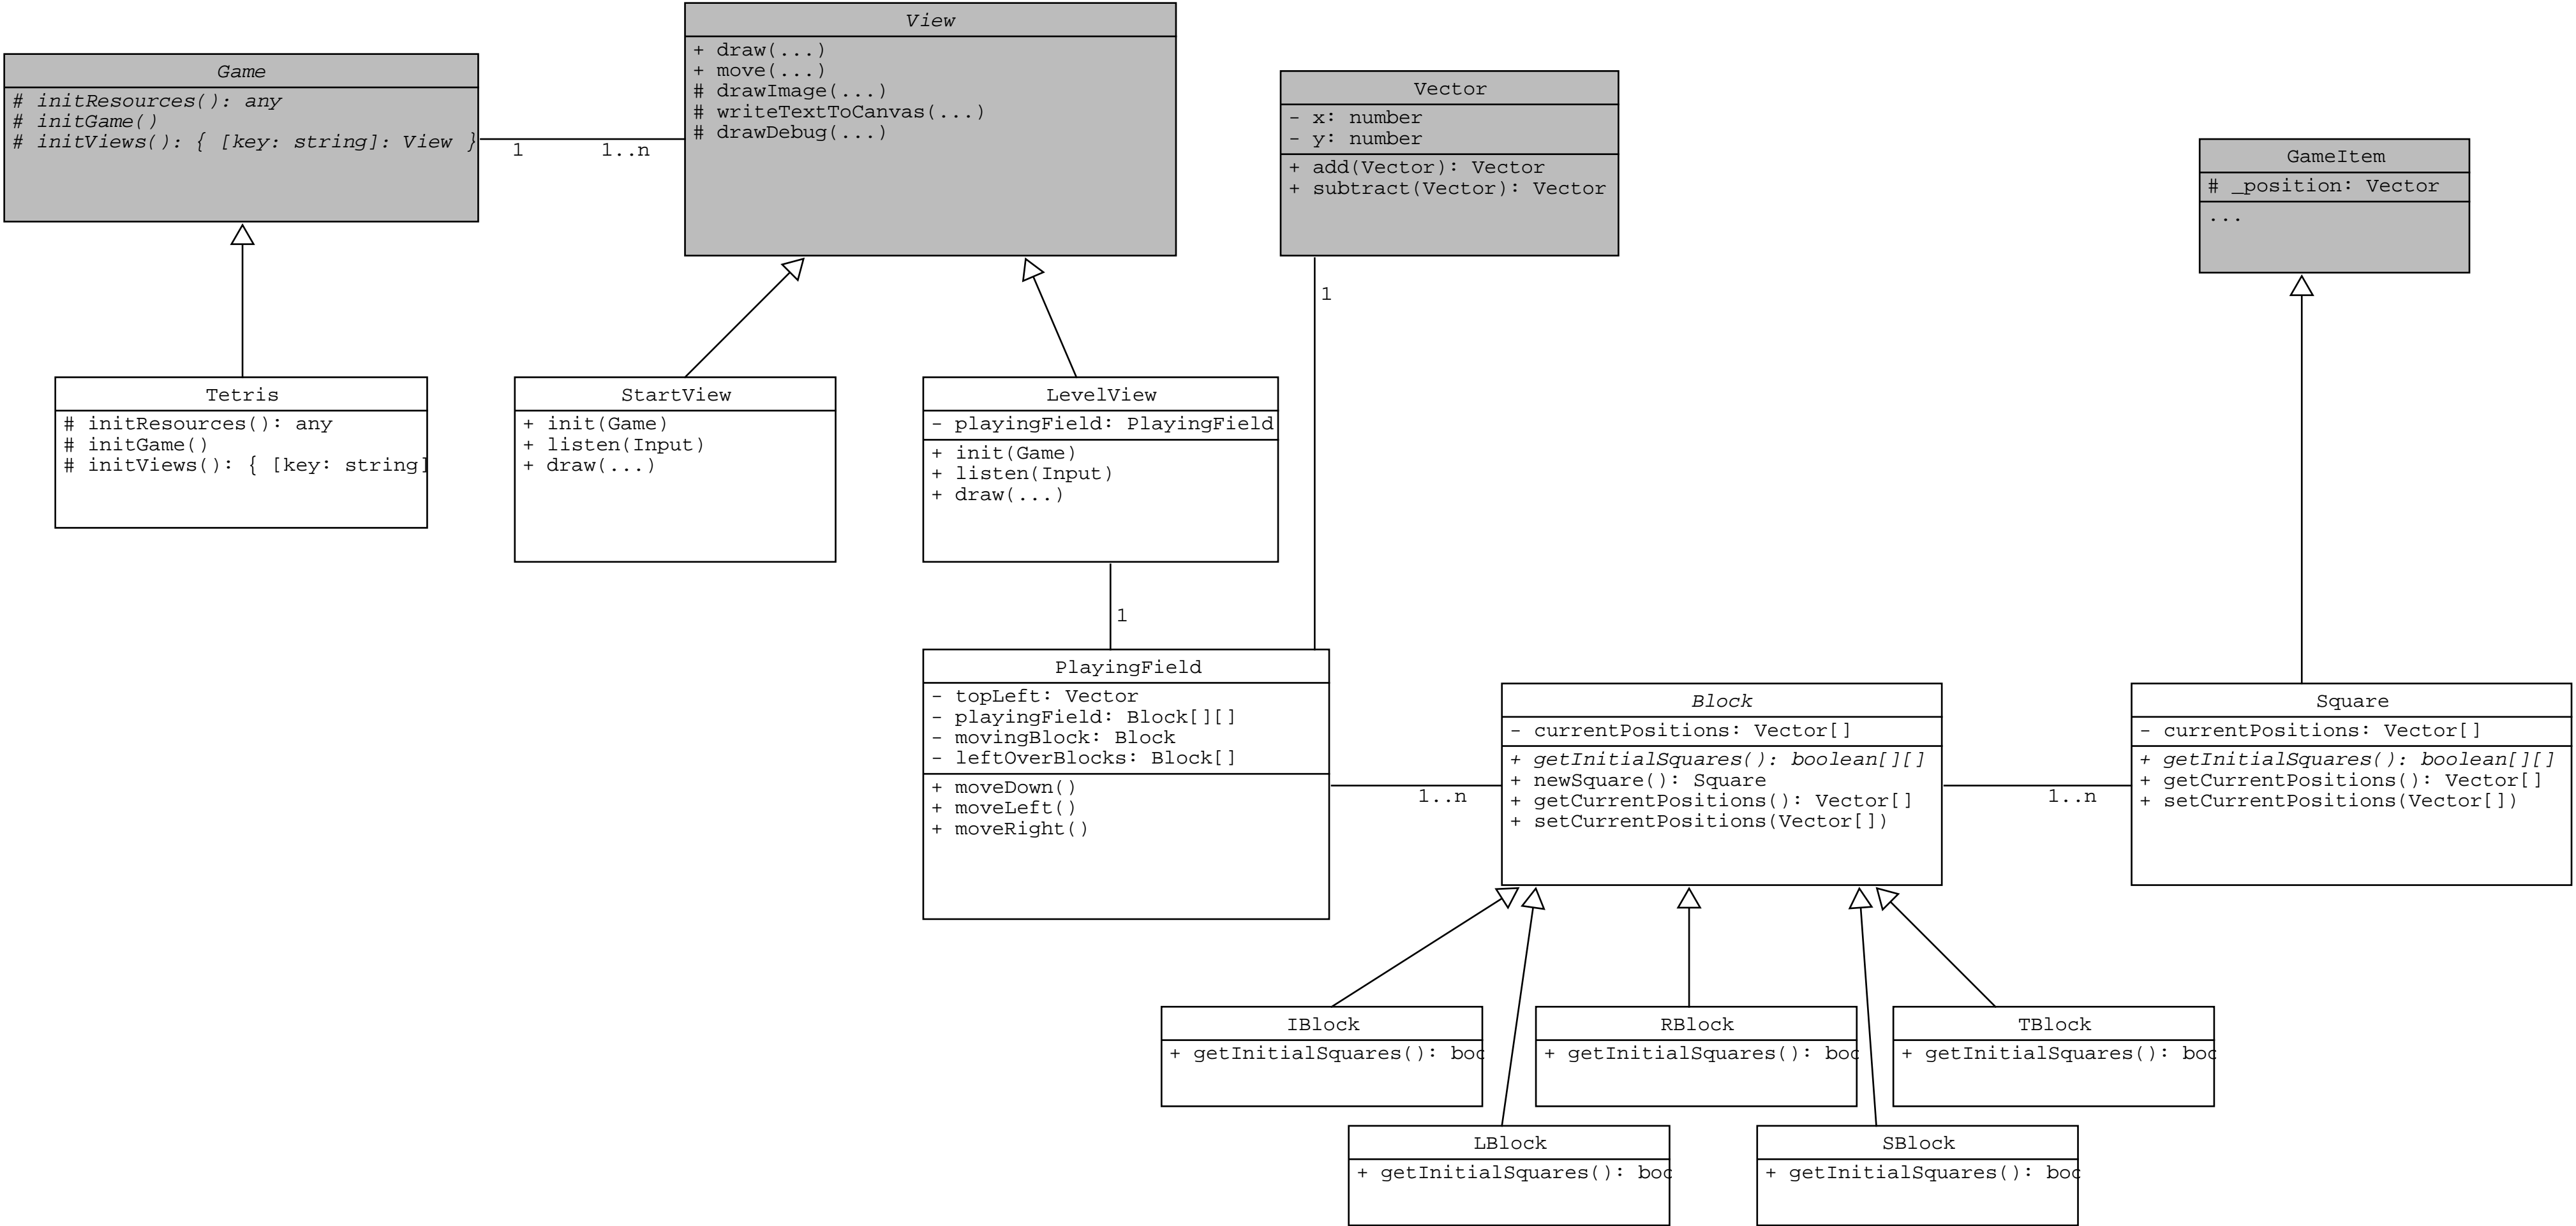 View
+ draw(...)
+ move(...)
# drawImage(...)
# writeTextToCanvas(...)
# drawDebug(...)
Game
# initResources(): any
# initGame()
# initViews(): { [key: string]: View }
1
1..n
Vector
- x: number
- y: number
+ add(Vector): Vector
+ subtract(Vector): Vector
GameItem
# _position: Vector
...
1
Tetris
# initResources(): any
# initGame()
# initViews(): { [key: string]
StartView
+ init(Game)
+ listen(Input)
+ draw(...)
LevelView
- playingField: PlayingField
+ init(Game)
+ listen(Input)
+ draw(...)
1
PlayingField
- topLeft: Vector
- playingField: Block[][]
- movingBlock: Block
- leftOverBlocks: Block[]
+ moveDown()
+ moveLeft()
+ moveRight()
1..n
Block
- currentPositions: Vector[]
+ getInitialSquares(): boolean[][]
+ newSquare(): Square
+ getCurrentPositions(): Vector[]
+ setCurrentPositions(Vector[])
1..n
Square
- currentPositions: Vector[]
+ getInitialSquares(): boolean[][]
+ getCurrentPositions(): Vector[]
+ setCurrentPositions(Vector[])
IBlock
+ getInitialSquares(): boo
RBlock
+ getInitialSquares(): boo
TBlock
+ getInitialSquares(): boo
LBlock
+ getInitialSquares(): boo
SBlock
+ getInitialSquares(): boo